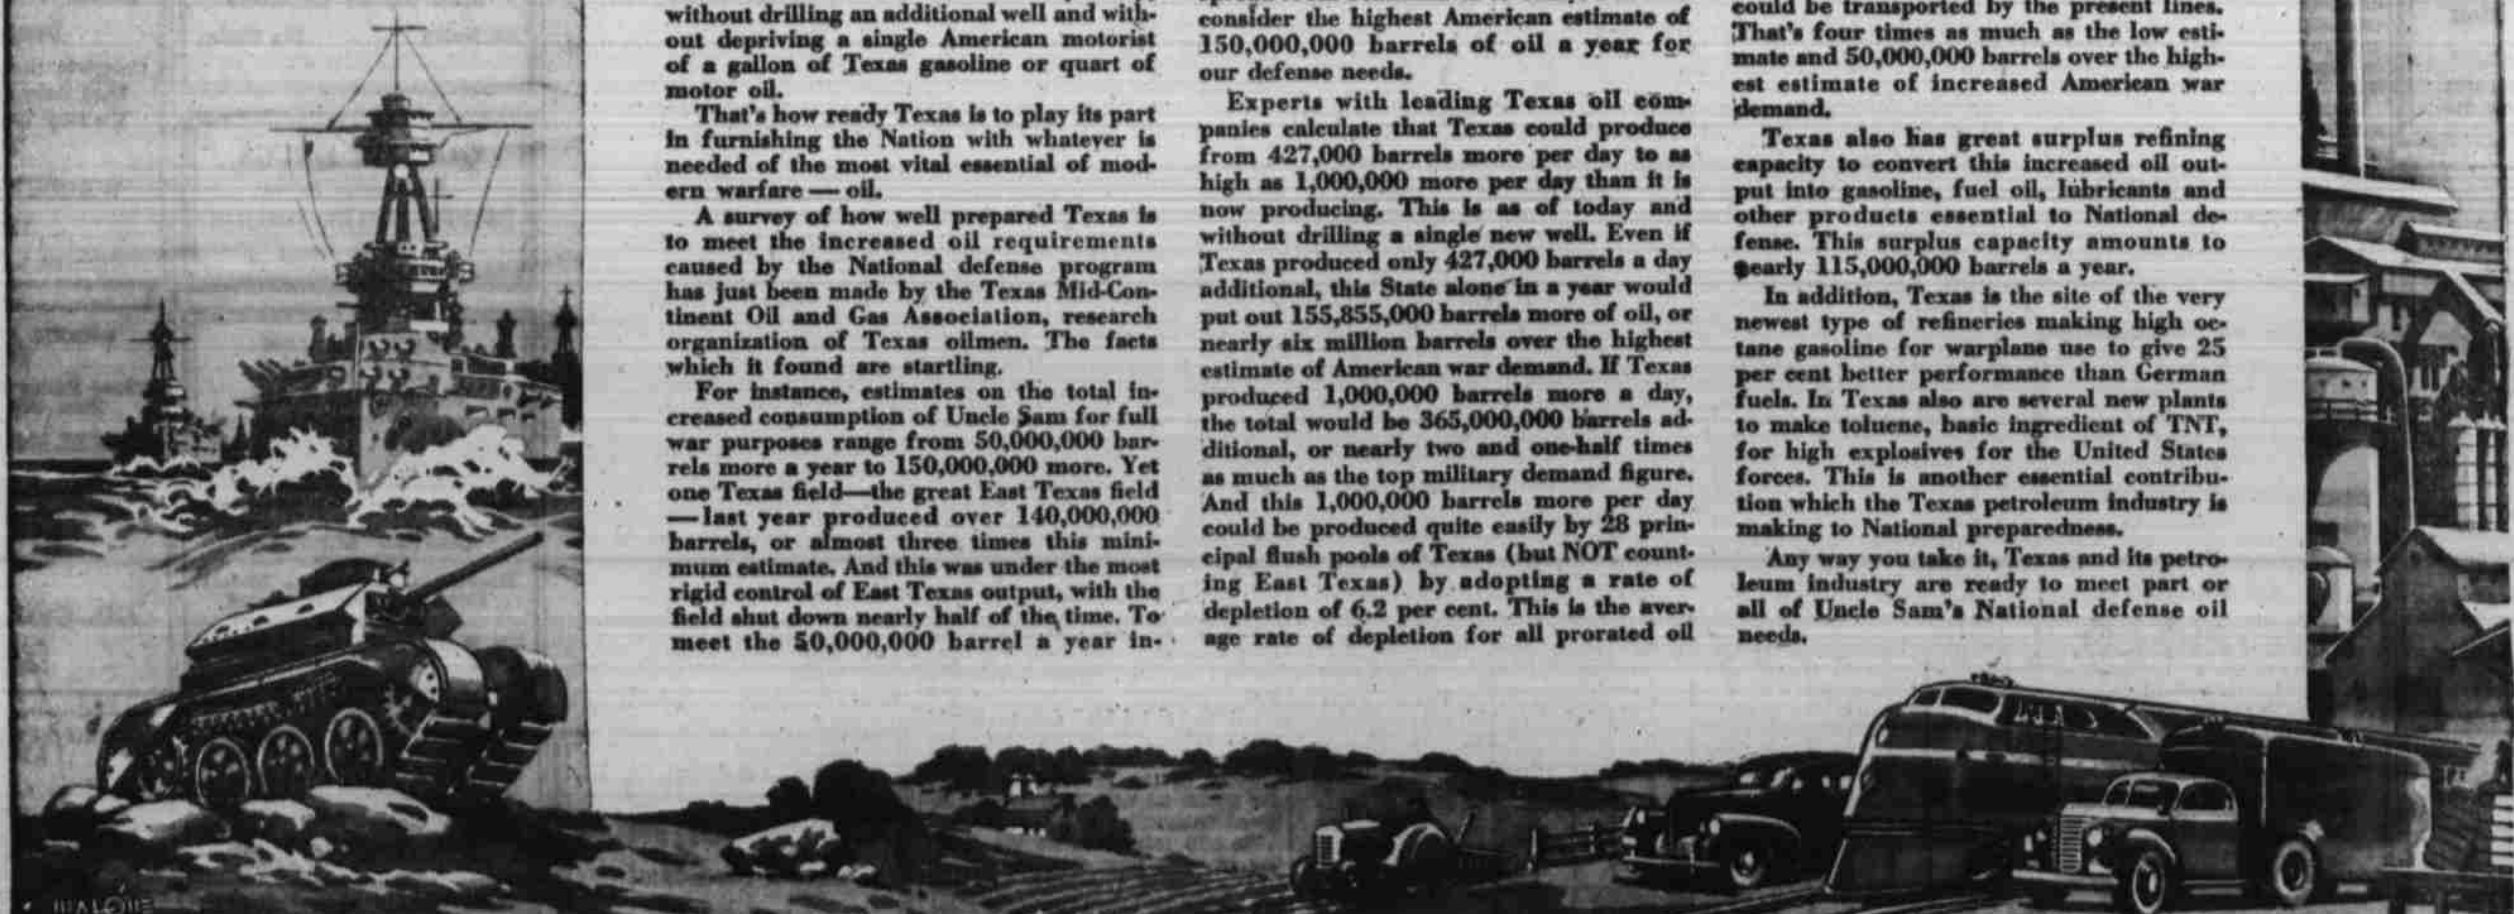 without drilling an additional well and with-
out depriving a single American motorist
of a gallon of Texas gasoline or quart of
motor oil.
That's how ready Texas is to play its part
in furnishing the Nation with whatever is
needed of the most vital essential of mod-
ern warfare — oil.
A survey of how well prepared Texas is
to meet the increased oil requirements
caused by the National defense program
has just been made by the Texas Mid-Con-
tinent Oil and Gas Association, research
organization of Texas oilmen. The facts
which it found are startling.
For instance, estimates on the total in-
creased consumption of Uncle Sam for full
war purposes range from 50,000,000 bar-
rels more a year to 150,000,000 more. Yet
one Texas field—the great East Texas field
—last year produced over 140,000,000
barrels, or almost three times this mini-
mum estimate. And this was under the most
rigid control of East Texas output, with the
field shut down nearly half of the time. To
meet the 50,000,000 barrel a year in-
consider the highest American estimate of
150,000,000 barrels of oil a year for
our defense needs.
Experts with leading Texas oil com-
panies calculate that Texas could produce
from 427,000 barrels more per day to as
high as 1,000,000 more per day than it is
now producing. This is as of today and
without drilling a single new well. Even if
Texas produced only 427,000 barrels a day
additional, this State alone in a year would
put out 155,855,000 barrels more of oil, or
nearly six million barrels over the highest
estimate of American war demand. If Texas
produced 1,000,000 barrels more a day,
the total would be 365,000,000 barrels ad-
ditional, or nearly two and one-half times
as much as the top military demand figure.
And this 1,000,000 barrels more per day
could be produced quite easily by 28 prin-
cipal flush pools of Texas (but NOT count-
ing East Texas) by adopting a rate of
depletion of 6.2 per cent. This is the aver-
age rate of depletion for all prorated oil
could be transported by the present lines.
That's four times as much as the low esti-
mate and 50,000,000 barrels over the high-
est estimate of increased American war
demand.
Texas also has great surplus refining
capacity to convert this increased oil out-
put into gasoline, fuel oil, lubricants and
other products essential to National de-
fense. This surplus capacity amounts to
nearly 115,000,000 barrels a year.
In addition, Texas is the site of the very
newest type of refineries making high oc-
tane gasoline for warplane use to give 25
per cent better performance than German
fuels. In Texas also are several new plants
to make toluene, basic ingredient of TNT,
for high explosives for the United States
forces. This is another essential contribu-
tion which the Texas petroleum industry is
making to National preparedness.
Any way you take it, Texas and its petro-
leum industry are ready to meet part or
all of Uncle Sam's National defense oil
needs.